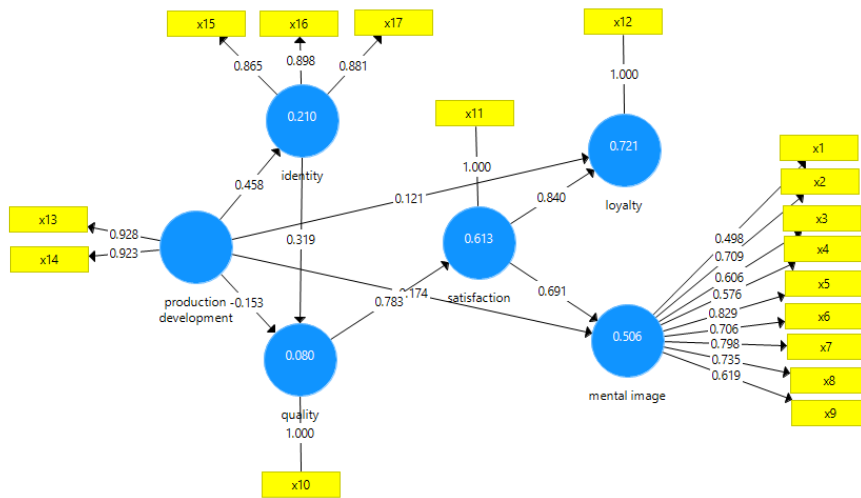 x15
x16
x17
x12
0.865
0.898
0.881
1.000
0.210
x11
identity
0.721
x1
1.000
x2
0.458
loyalty
0.121
0.840
x3
x13
0.928
0.319
0.613
0.498
0.709
x4
x14
0.923
0.606
0.576
x5
production
development
-0.153
0.783
0.174
satisfaction
0.691
0.829
x6
0.080
0.506
0.706
0.798
x7
0.735
0.619
x8
quality
mental image
x9
1.000
x10